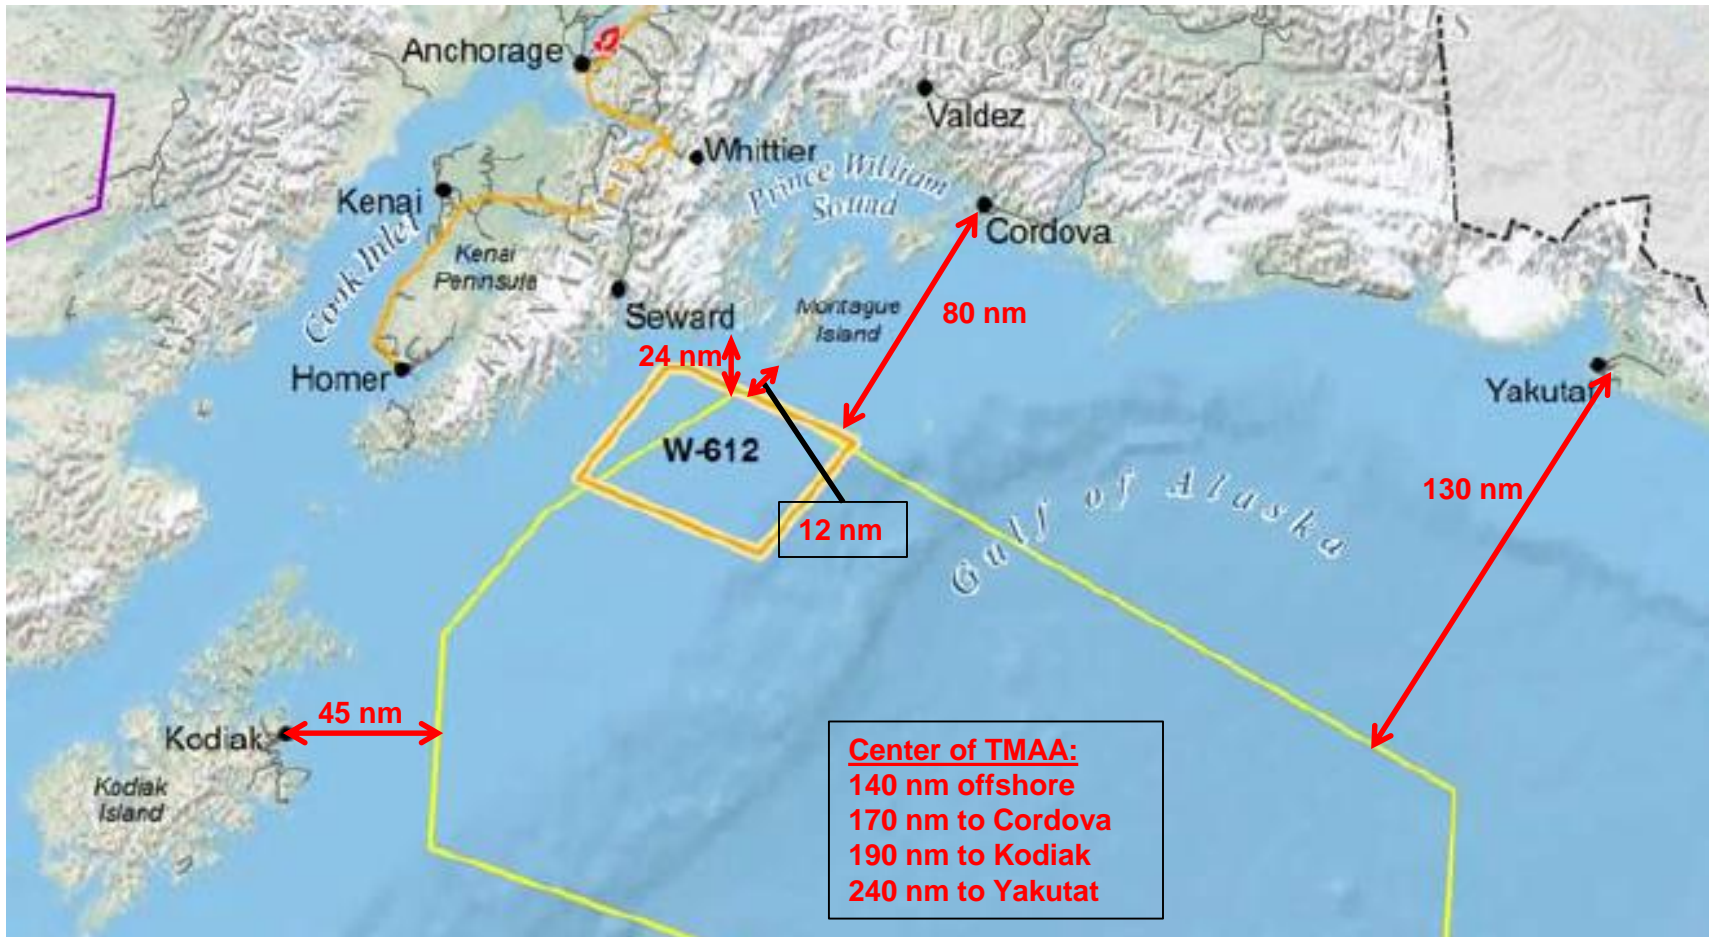 Anchorage
Valdez
Whittier
Prince William
Sound
Kenai
Cook Inlet
Kenai
Peninsula
Cordova
Seward
Montague
Island
80 nm
24 nm
Homer
Yakutat
W-612
130 nm
12 nm
Gulf of Alaska
45 nm
Kodiak
Kodiak
Island
Center of TMAA:
140 nm offshore
170 nm to Cordova
190 nm to Kodiak
240 nm to Yakutat